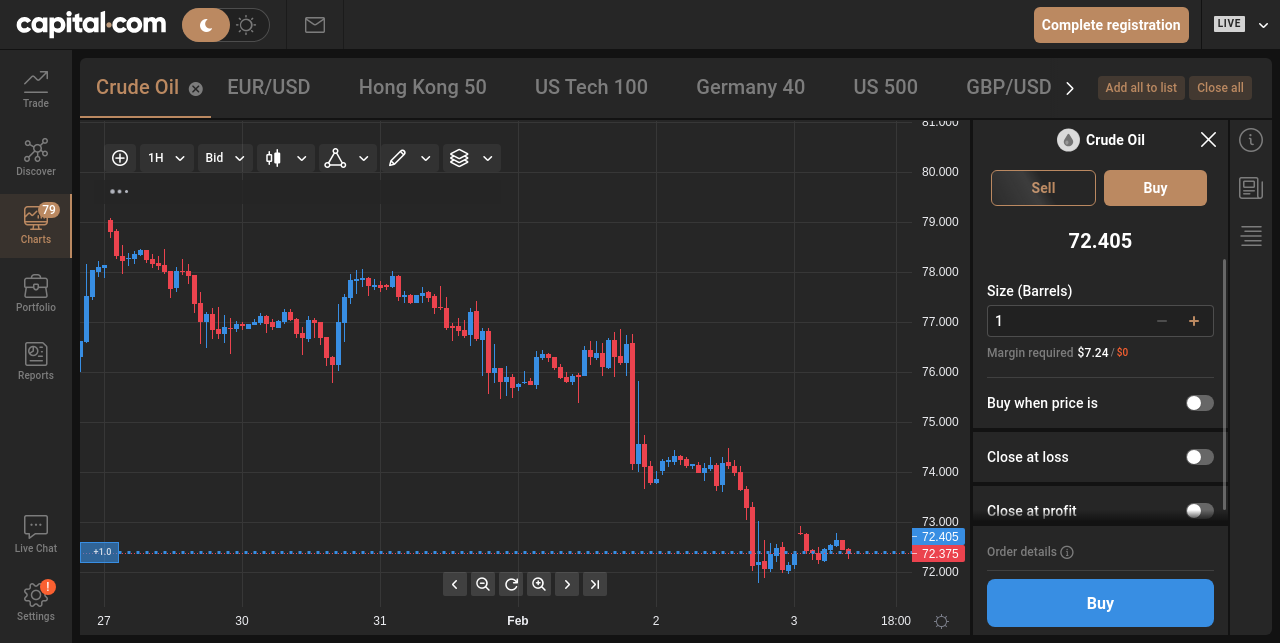 capital.com
Complete registration
LIVE
Trade
Discover
79
Charts
Portfolio
Reports
Live Chat
!
Settings
Crude Oil
EUR/USD
Hong Kong 50
US Tech 100
Germany 40
US 500
GBP/USD
Add all to list
Close all
1H
Bid
81.000
80.000
79.000
78.000
77.000
76.000
75.000
74.000
73.000
72.405
72.375
72.000
+1.0
27
30
31
Feb
2
3
18:00
Crude Oil
Sell
Buy
72.405
Size (Barrels)
1
Margin required $7.24 / $0
Buy when price is
Close at loss
Close at profit
Order details
Buy